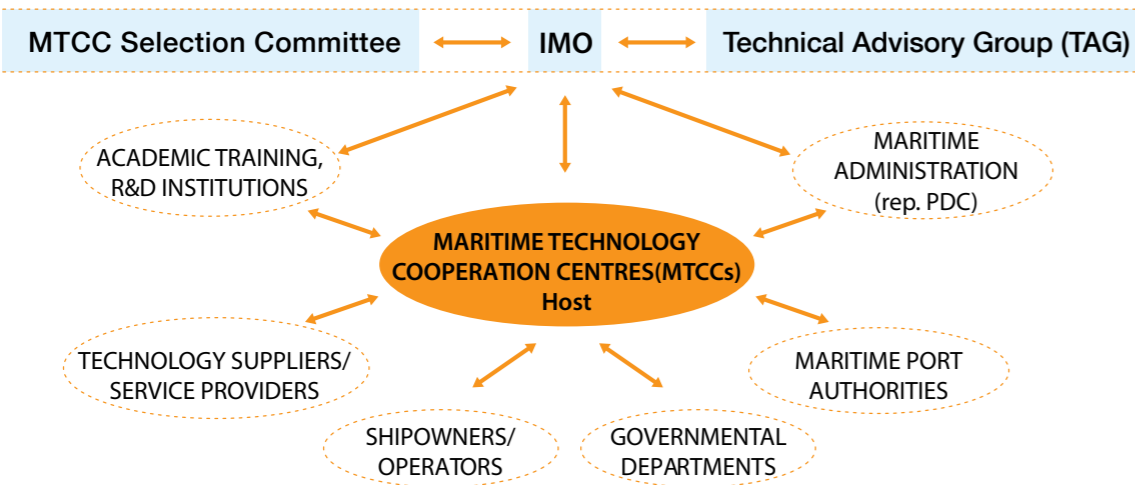 MTCC Selection Committee
IMO
Technical Advisory Group (TAG)
ACADEMIC TRAINING,
R&D INSTITUTIONS
MARITIME
ADMINISTRATION
(rep. PDC)
MARITIME TECHNOLOGY
COOPERATION CENTRES(MTCCs)
Host
TECHNOLOGY SUPPLIERS/
SERVICE PROVIDERS
MARITIME PORT
AUTHORITIES
SHIPOWNERS/
OPERATORS
GOVERNMENTAL
DEPARTMENTS